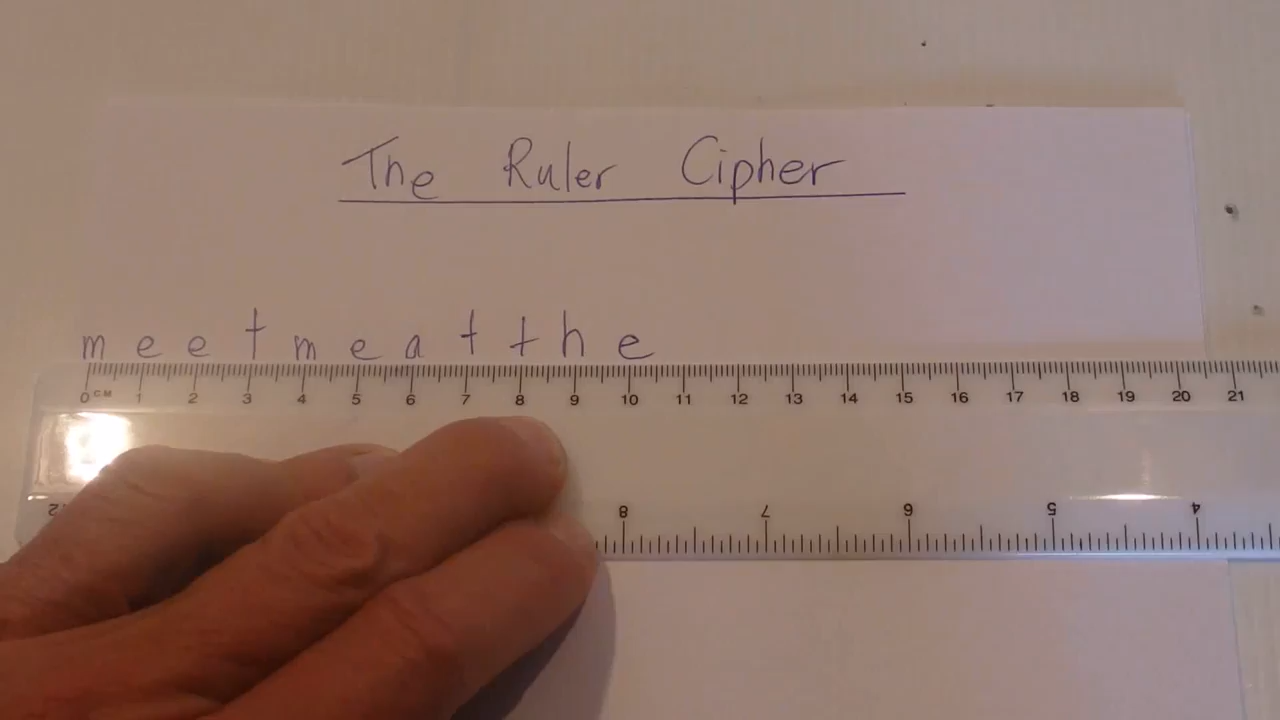 The Ruler Cipher
m e e t m e a t t h e
0 CM 1 2 3 4 5 6 7 8 9 10 11 12 13 14 15 16 17 18 19 20 21
8 7 6 5 4